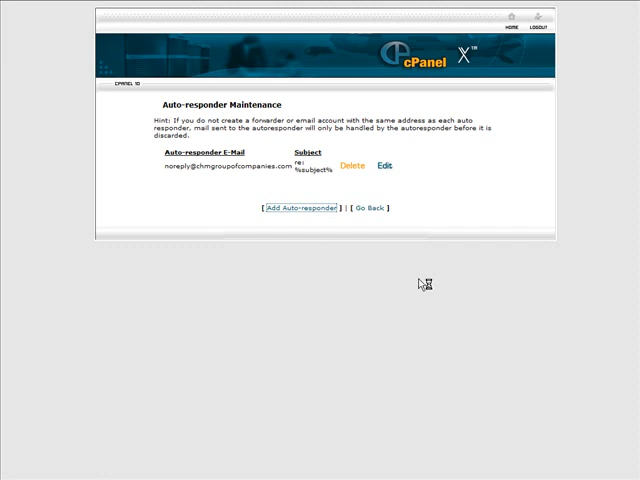 HOME LOGOUT
cPanel X™
CPANEL 10
Auto-responder Maintenance
Hint: If you do not create a forwarder or email account with the same address as each auto
responder, mail sent to the autoresponder will only be handled by the autoresponder before it is
discarded.
Auto-responder E-Mail Subject
noreply@chmgroupofcompanies.com re: %subject% Delete Edit
[ Add Auto-responder ] | [ Go Back ]